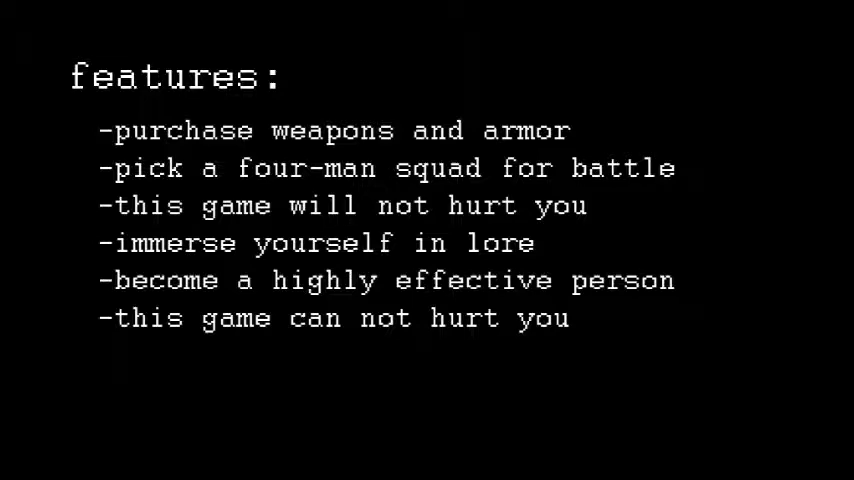 features:
-purchase weapons and armor
-pick a four-man squad for battle
-this game will not hurt you
-immerse yourself in lore
-become a highly effective person
-this game can not hurt you